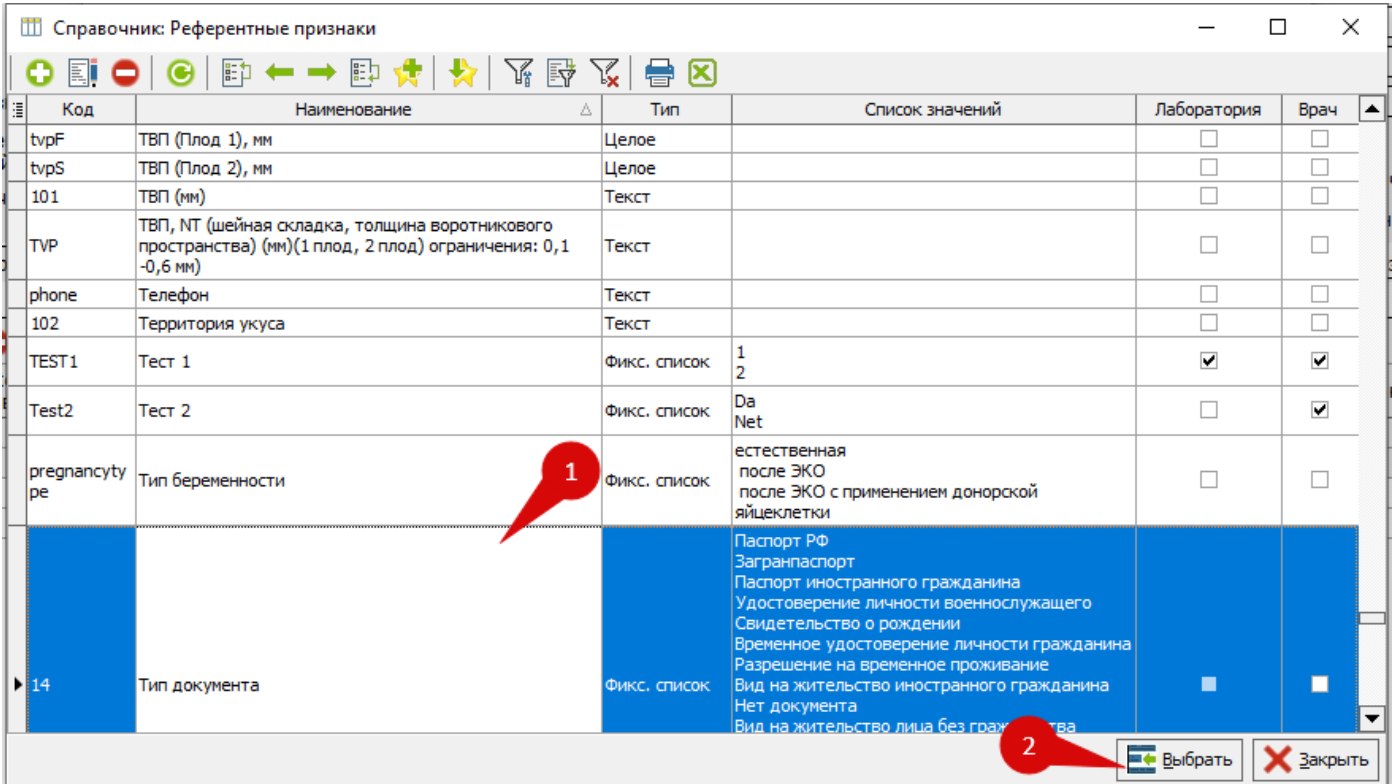 Справочник: Референтные признаки
Код Наименование Тип Список значений Лаборатория Врач
tvpF ТВП (Плод 1), мм Целое
tvpS ТВП (Плод 2), мм Целое
101 ТВП (мм) Текст
TVP ТВП, NT (шейная складка, толщина воротникового
пространства) (мм)(1 плод, 2 плод) ограничения: 0,1
-0,6 мм) Текст
phone Телефон Текст
102 Территория укуса Текст
TEST1 Тест 1 Фикс. список 1
2
Test2 Тест 2 Фикс. список Da
Net
pregnancyty
pe Тип беременности Фикс. список естественная
после ЭКО
после ЭКО с применением донорской
яйцеклетки
1
14 Тип документа Фикс. список Паспорт РФ
Загранпаспорт
Паспорт иностранного гражданина
Удостоверение личности военнослужащего
Свидетельство о рождении
Временное удостоверение личности гражданина
Разрешение на временное проживание
Вид на жительство иностранного гражданина
Нет документа
Вид на жительство лица без
2
Выбрать Закрыть